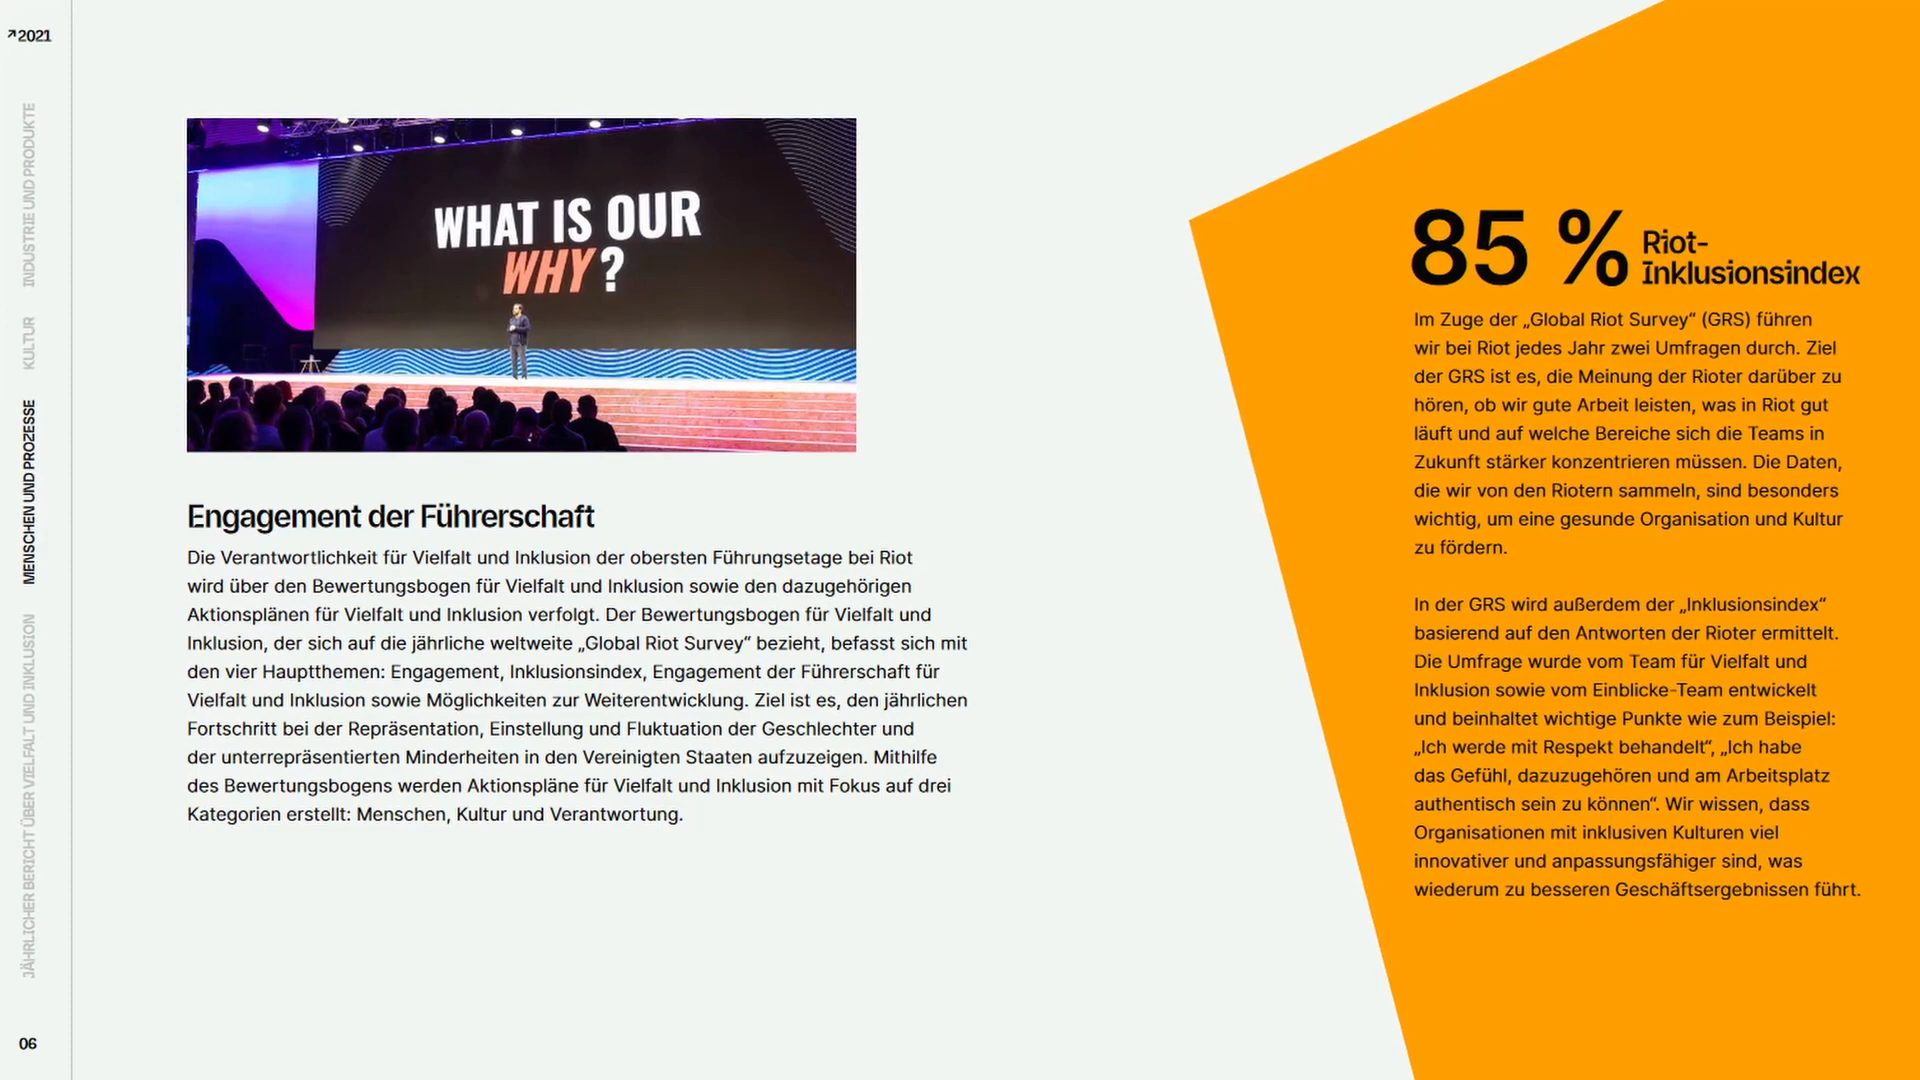 ↗2021
INDUSTRIE UND PRODUKTE
KULTUR
MENSCHEN UND PROZESSE
JÄHRLICHER BERICHT ÜBER VIELFALT UND INKLUSION
06
WHAT IS OUR
WHY?
Engagement der Führerschaft
Die Verantwortlichkeit für Vielfalt und Inklusion der obersten Führungsetage bei Riot
wird über den Bewertungsbogen für Vielfalt und Inklusion sowie den dazugehörigen
Aktionsplänen für Vielfalt und Inklusion verfolgt. Der Bewertungsbogen für Vielfalt und
Inklusion, der sich auf die jährliche weltweite „Global Riot Survey“ bezieht, befasst sich mit
den vier Hauptthemen: Engagement, Inklusionsindex, Engagement der Führerschaft für
Vielfalt und Inklusion sowie Möglichkeiten zur Weiterentwicklung. Ziel ist es, den jährlichen
Fortschritt bei der Repräsentation, Einstellung und Fluktuation der Geschlechter und
der unterrepräsentierten Minderheiten in den Vereinigten Staaten aufzuzeigen. Mithilfe
des Bewertungsbogens werden Aktionspläne für Vielfalt und Inklusion mit Fokus auf drei
Kategorien erstellt: Menschen, Kultur und Verantwortung.
85 % Riot-
Inklusionsindex
Im Zuge der „Global Riot Survey“ (GRS) führen
wir bei Riot jedes Jahr zwei Umfragen durch. Ziel
der GRS ist es, die Meinung der Rioter darüber zu
hören, ob wir gute Arbeit leisten, was in Riot gut
läuft und auf welche Bereiche sich die Teams in
Zukunft stärker konzentrieren müssen. Die Daten,
die wir von den Riotern sammeln, sind besonders
wichtig, um eine gesunde Organisation und Kultur
zu fördern.
In der GRS wird außerdem der „Inklusionsindex“
basierend auf den Antworten der Rioter ermittelt.
Die Umfrage wurde vom Team für Vielfalt und
Inklusion sowie vom Einblicke-Team entwickelt
und beinhaltet wichtige Punkte wie zum Beispiel:
„Ich werde mit Respekt behandelt“, „Ich habe
das Gefühl, dazuzugehören und am Arbeitsplatz
authentisch sein zu können“. Wir wissen, dass
Organisationen mit inklusiven Kulturen viel
innovativer und anpassungsfähiger sind, was
wiederum zu besseren Geschäftsergebnissen führt.